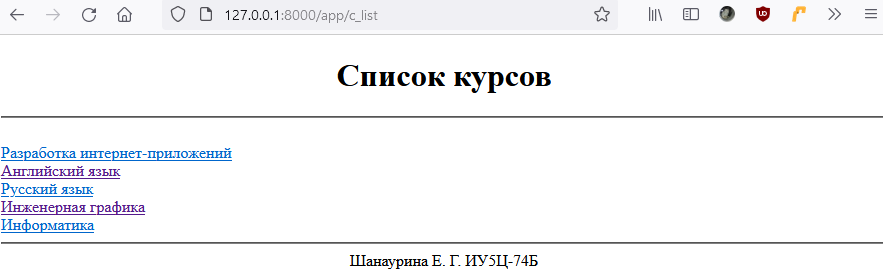 127.0.0.1:8000/app/c_list
Список курсов
Разработка интернет-приложений
Английский язык
Русский язык
Инженерная графика
Информатика
Шанаурина Е. Г. ИУ5Ц-74Б